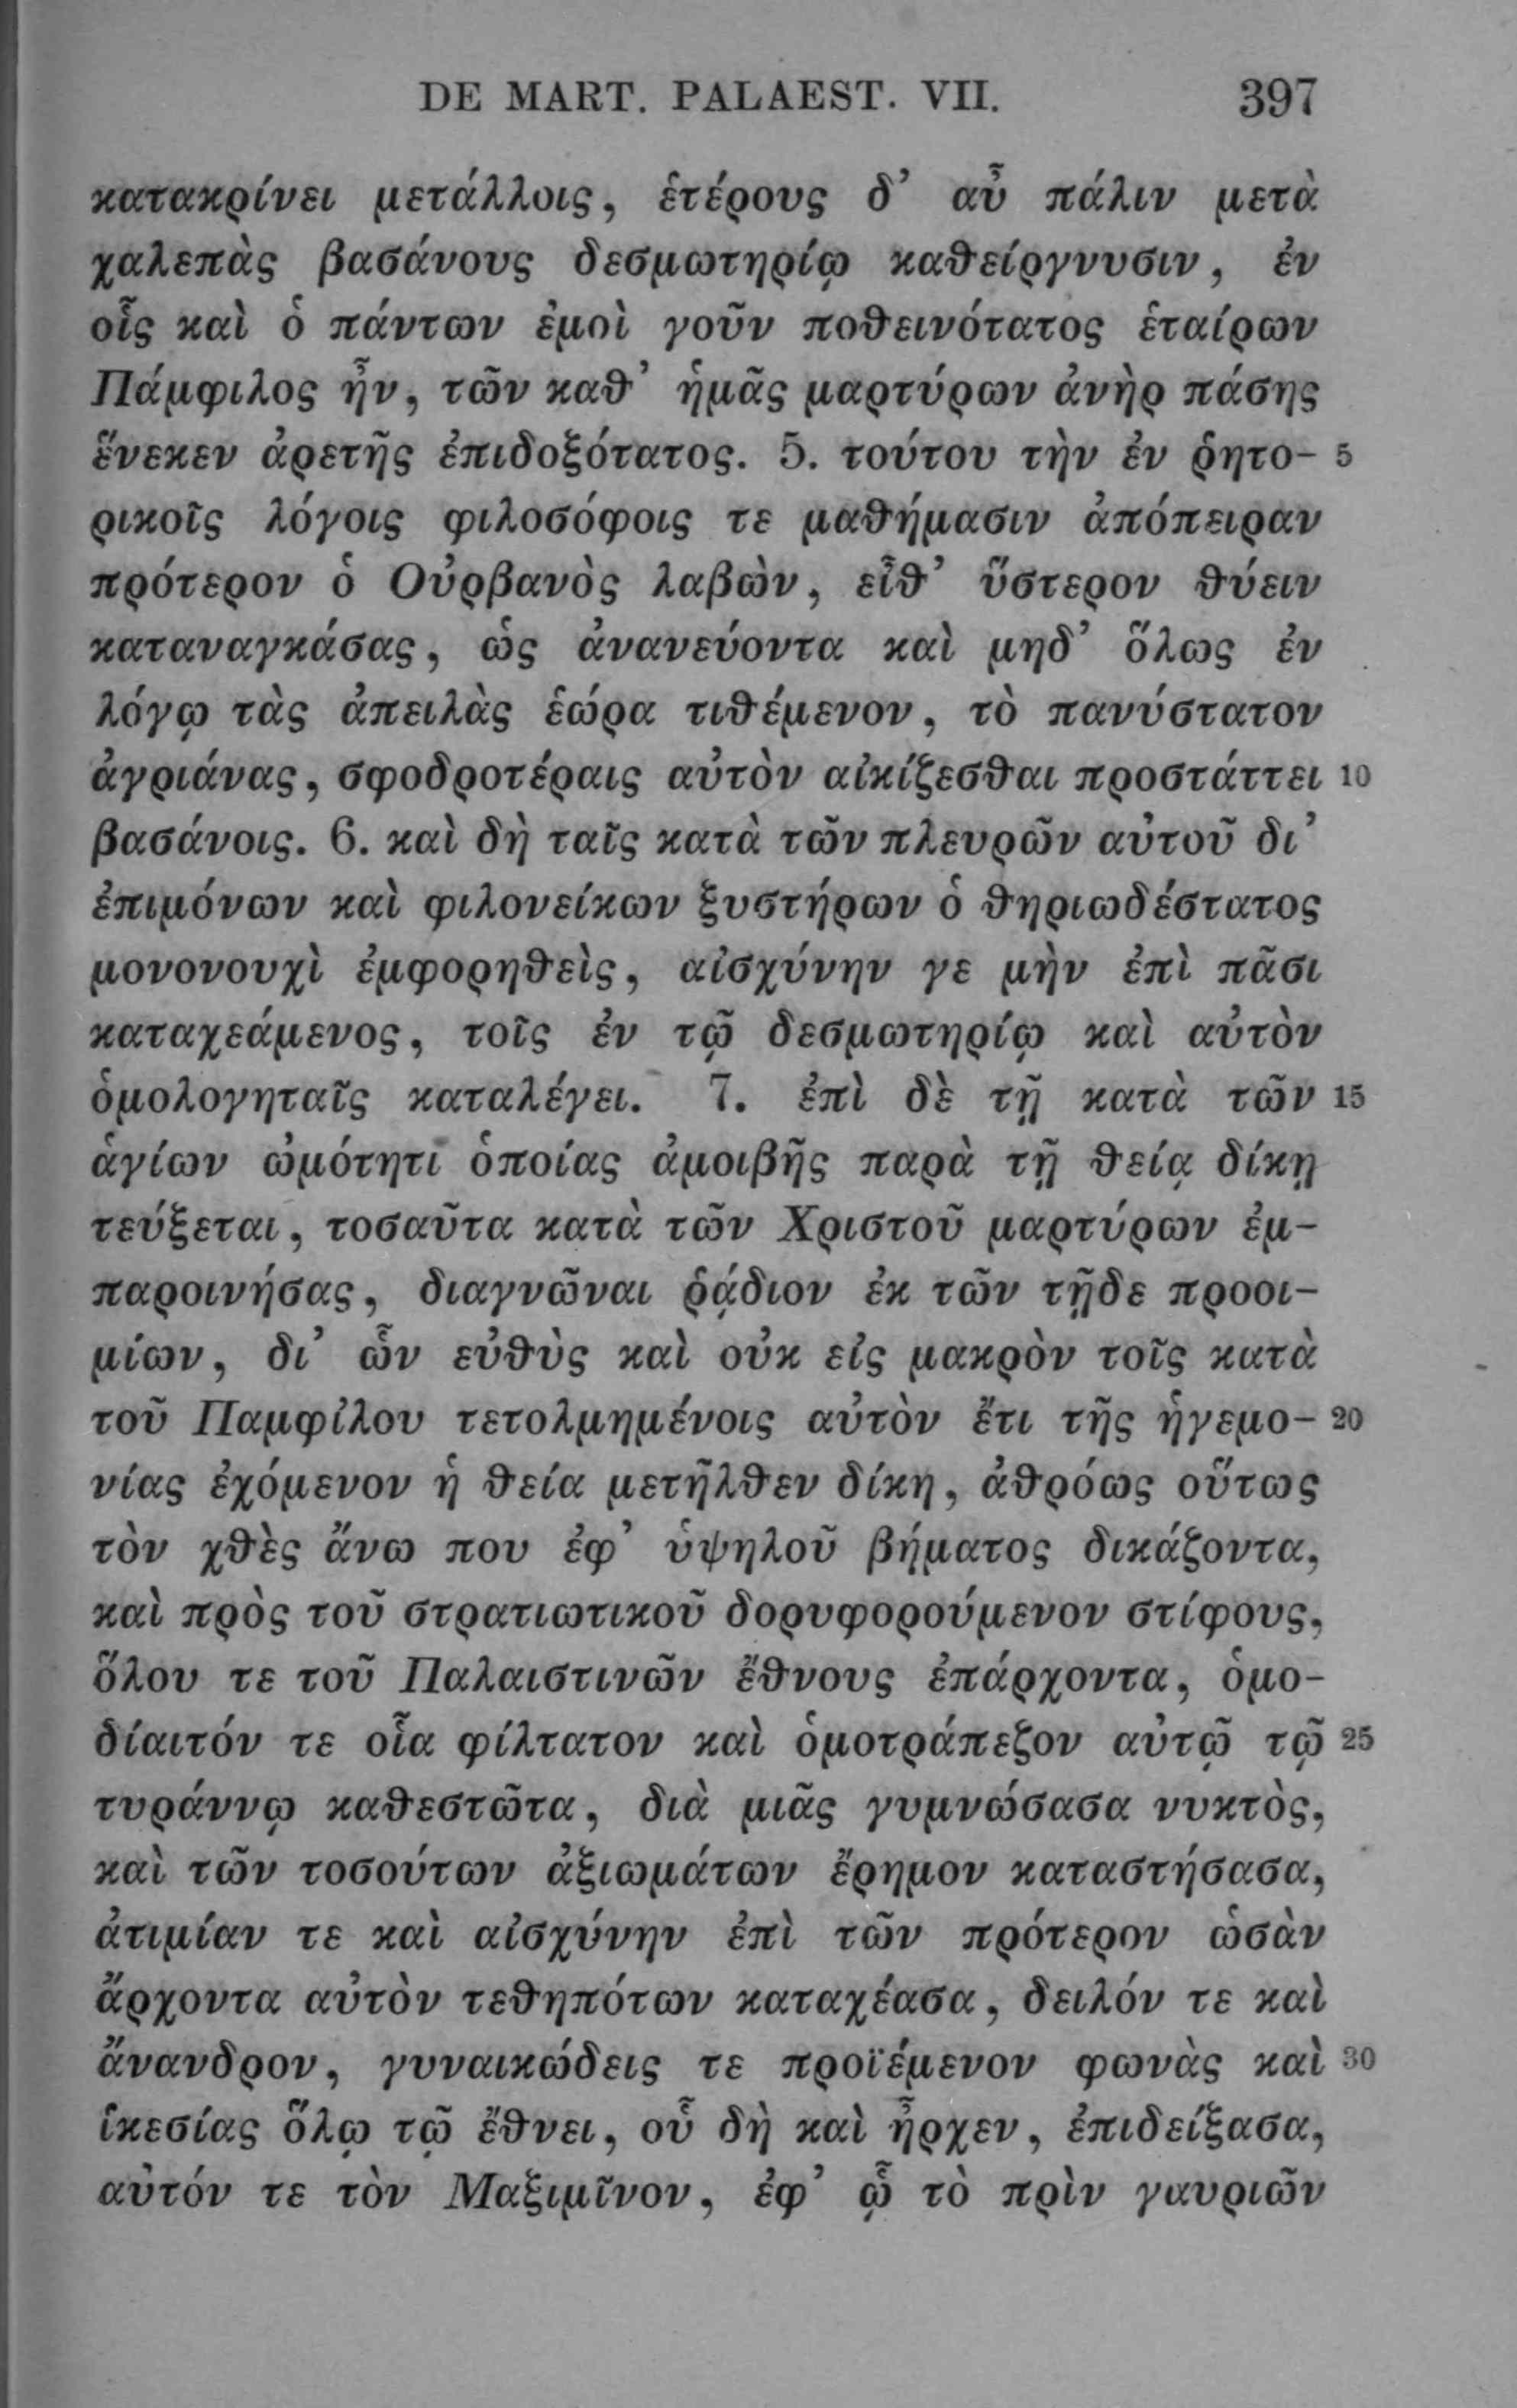 DE MART. PALAEST. VII. 397
κατακρίνει μετάλλοις, ἑτέρους δ’ αὖ πάλιν μετὰ
χαλεπὰς βασάνους δεσμωτηρίῳ καθείργνυσιν, ἐν
οἷς καὶ ὁ πάντων ἐμοὶ γοῦν ποθεινότατος ἑταίρων
Πάμφιλος ἦν, τῶν καθ’ ἡμᾶς μαρτύρων ἀνὴρ πάσης
ἕνεκεν ἀρετῆς ἐπιδοξότατος. 5. τούτου τὴν ἐν ῥητο- 5
ρικοῖς λόγοις φιλοσόφοις τε μαθήμασιν ἀπόπειραν
πρότερον ὁ Οὐρβανὸς λαβὼν, εἶθ’ ὕστερον θύειν
καταναγκάσας, ὡς ἀνανεύοντα καὶ μηδ’ ὅλως ἐν
λόγῳ τὰς ἀπειλὰς ἑώρα τιθέμενον, τὸ πανύστατον
ἀγριάνας, σφοδροτέραις αὐτὸν αἰκίζεσθαι προστάττει 10
βασάνοις. 6. καὶ δὴ ταῖς κατὰ τῶν πλευρῶν αὐτοῦ δι’
ἐπιμόνων καὶ φιλονείκων ξυστήρων ὁ θηριωδέστατος
μονονουχὶ ἐμφορηθεὶς, αἰσχύνην γε μὴν ἐπὶ πᾶσι
καταχεάμενος, τοῖς ἐν τῷ δεσμωτηρίῳ καὶ αὐτὸν
ὁμολογηταῖς καταλέγει. 7. ἐπὶ δὲ τῇ κατὰ τῶν 15
ἁγίων ὠμότητι ὁποίας ἀμοιβῆς παρὰ τῇ θείᾳ δίκῃ
τεύξεται, τοσαῦτα κατὰ τῶν Χριστοῦ μαρτύρων ἐμ-
παροινήσας, διαγνῶναι ῥᾴδιον ἐκ τῶν τῇδε προοι-
μίων, δι’ ὧν εὐθὺς καὶ οὐκ εἰς μακρὸν τοῖς κατὰ
τοῦ Παμφίλου τετολμημένοις αὐτὸν ἔτι τῆς ἡγεμο- 20
νίας ἐχόμενον ἡ θεία μετῆλθεν δίκη, ἀθρόως οὕτως
τὸν χθὲς ἄνω που ἐφ’ ὑψηλοῦ βήματος δικάζοντα,
καὶ πρὸς τοῦ στρατιωτικοῦ δορυφορούμενον στίφους,
ὅλου τε τοῦ Παλαιστινῶν ἔθνους ἐπάρχοντα, ὁμο-
δίαιτόν τε οἷα φίλτατον καὶ ὁμοτράπεζον αὐτῷ τῷ 25
τυράννῳ καθεστῶτα, διὰ μιᾶς γυμνώσασα νυκτὸς,
καὶ τῶν τοσούτων ἀξιωμάτων ἔρημον καταστήσασα,
ἀτιμίαν τε καὶ αἰσχύνην ἐπὶ τῶν πρότερον ὡσὰν
ἄρχοντα αὐτὸν τεθηπότων καταχέασα, δειλόν τε καὶ
ἄνανδρον, γυναικώδεις τε προϊέμενον φωνὰς καὶ 30
ἱκεσίας ὅλῳ τῷ ἔθνει, οὗ δὴ καὶ ἦρχεν, ἐπιδείξασα,
αὐτόν τε τὸν Μαξιμῖνον, ἐφ’ ᾧ τὸ πρὶν γαυριῶν